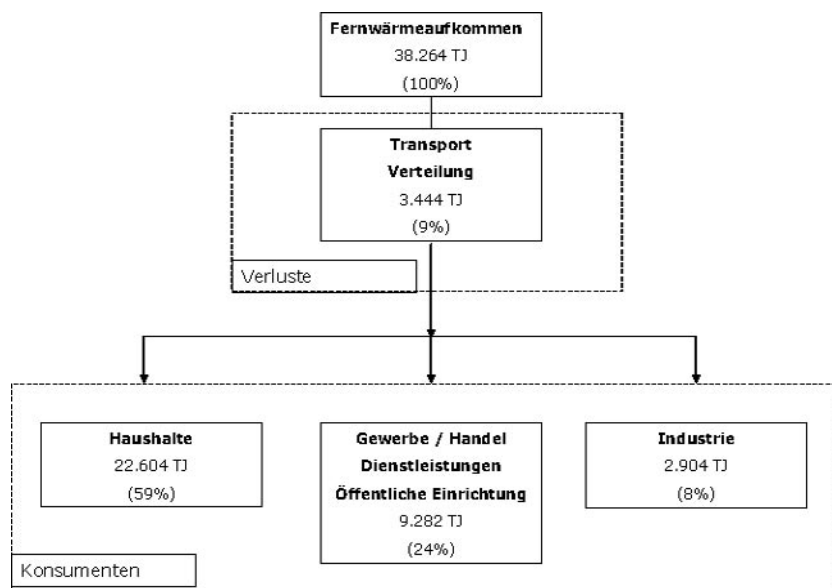 Fernwärmeaufkommen
38.264 TJ
(100%)
Transport
Verteilung
3.444 TJ
(9%)
Verluste
Haushalte
22.604 TJ
(59%)
Gewerbe / Handel
Dienstleistungen
Öffentliche Einrichtung
9.282 TJ
(24%)
Industrie
2.904 TJ
(8%)
Konsumenten